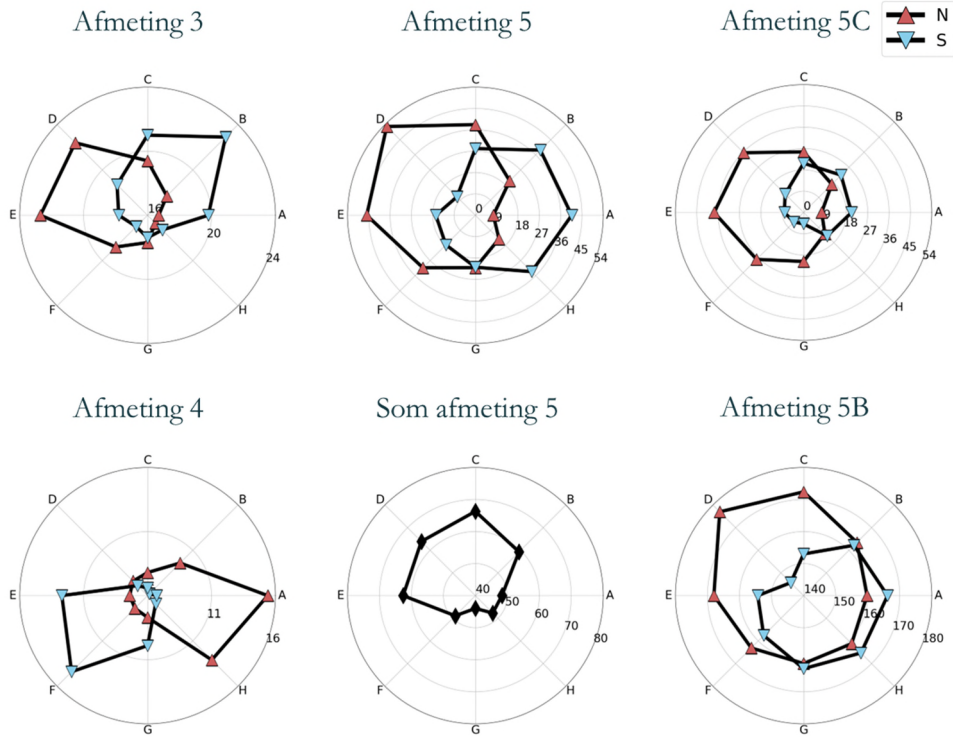 Afmeting 3
Afmeting 5
Afmeting 5C
N
S
C
B
A
H
G
F
E
D
16
20
24
C
B
A
H
G
F
E
D
0
9
18
27
36
45
54
C
B
A
H
G
F
E
D
0
9
18
27
36
45
54
Afmeting 4
Som afmeting 5
Afmeting 5B
C
B
A
H
G
F
E
D
11
16
C
B
A
H
G
F
E
D
40
50
60
70
80
C
B
A
H
G
F
E
D
140
150
160
170
180